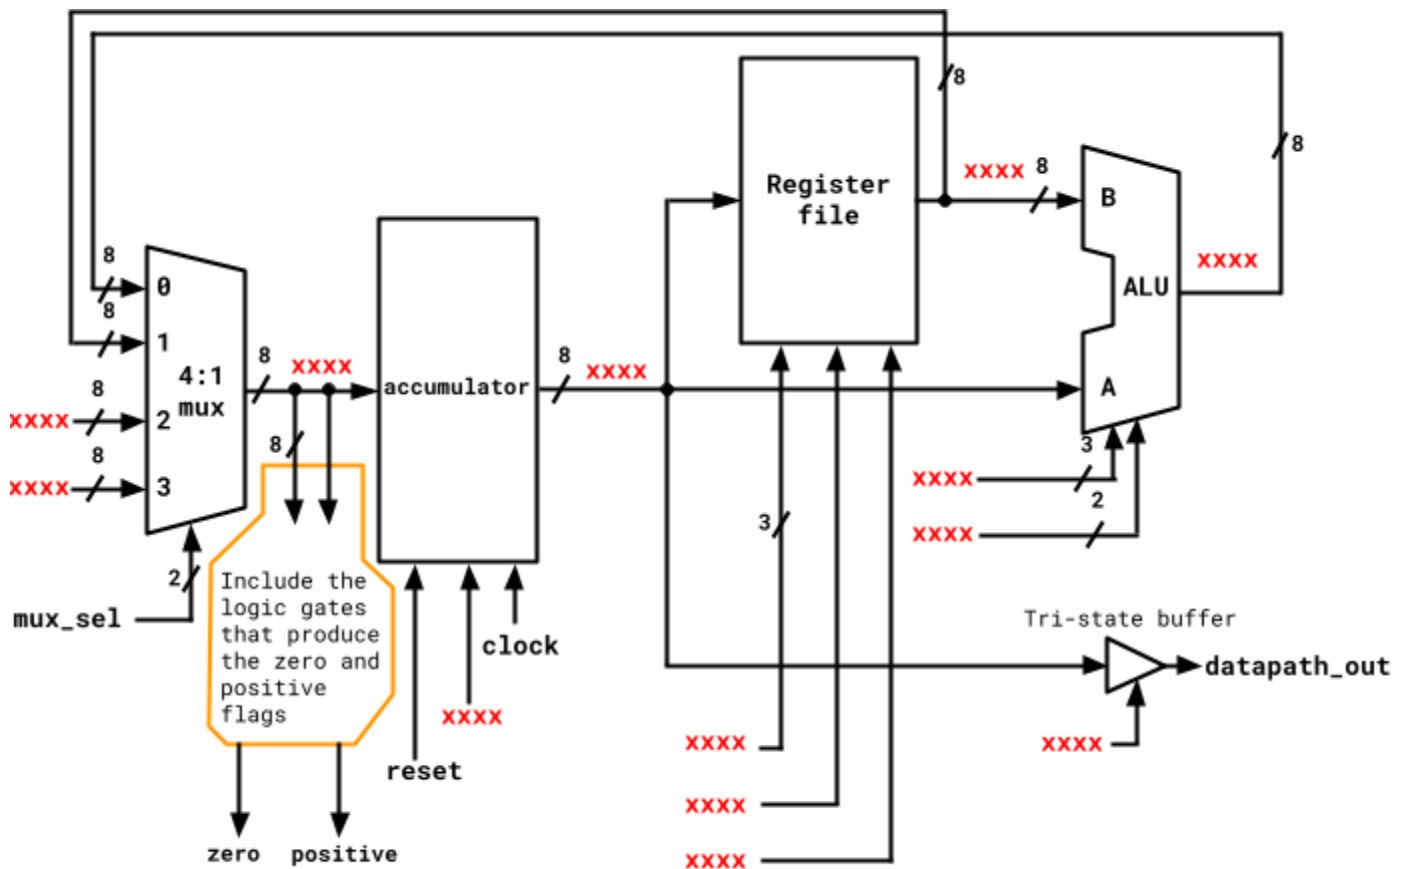 8
8
xxxx
8
Register
file
B
8
xxxx
8
0
8
1
4:1
mux
ALU
8
xxxx
8
xxxx
accumulator
A
8
xxxx
2
8
3
8
xxxx
3
xxxx
2
xxxx
3
2
mux_sel
Include the
logic gates
that produce
the zero and
positive
flags
clock
xxxx
reset
Tri-state buffer
datapath_out
xxxx
xxxx
xxxx
xxxx
zero
positive